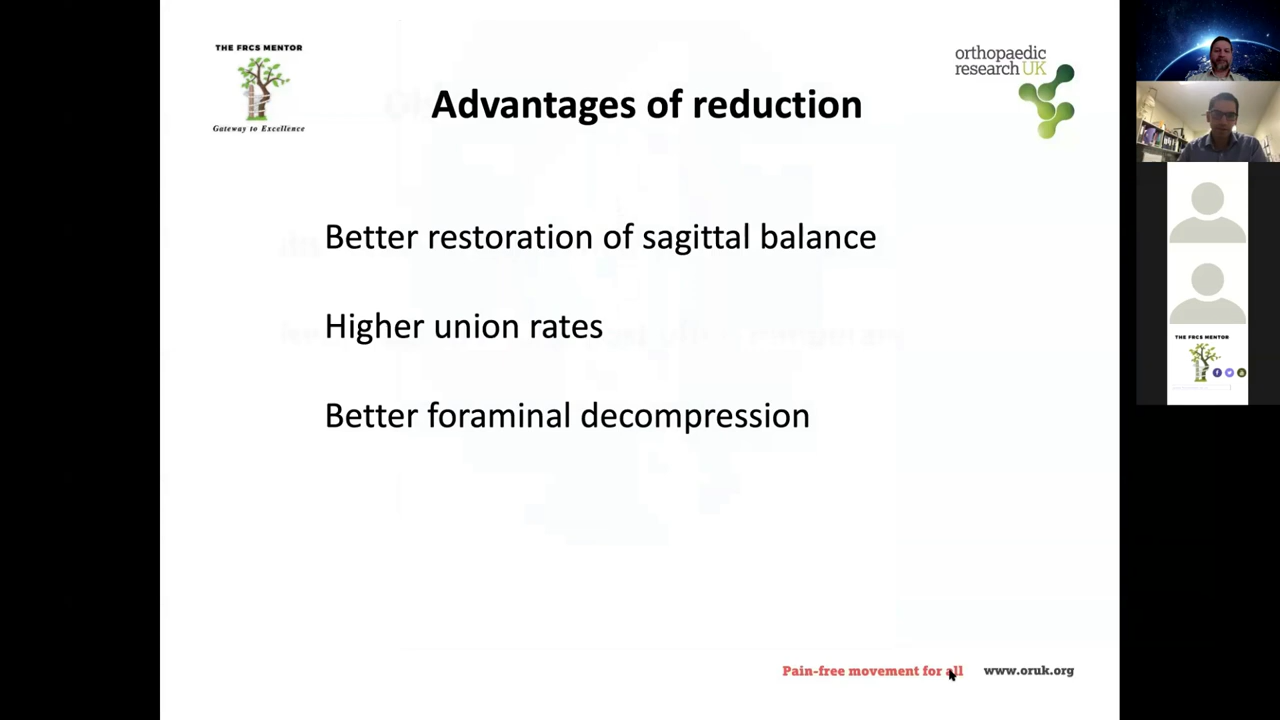 THE FRCS MENTOR
Gateway to Excellence
orthopaedic
research UK
Advantages of reduction
Better restoration of sagittal balance
Higher union rates
Better foraminal decompression
Pain-free movement for all
www.oruk.org
THE FRCS MENTOR